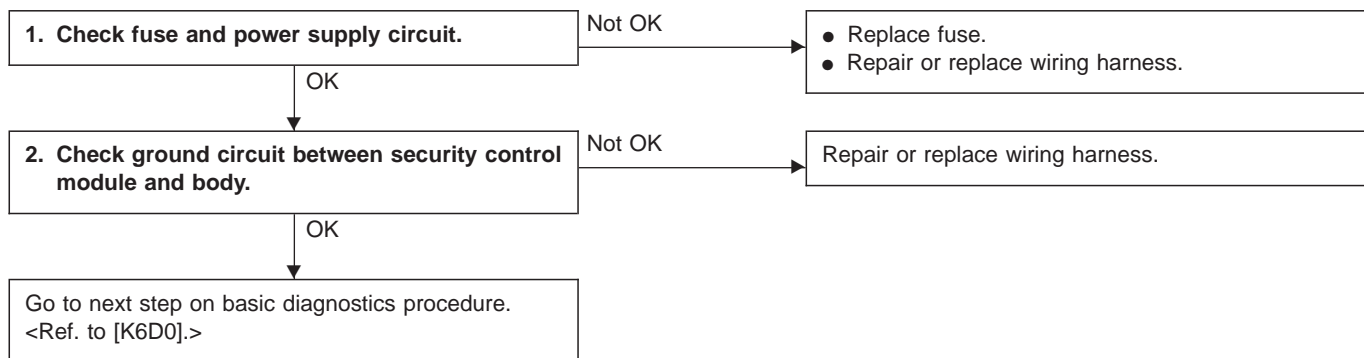 1. Check fuse and power supply circuit.
Not OK
● Replace fuse.
● Repair or replace wiring harness.
OK
2. Check ground circuit between security control
module and body.
Not OK
Repair or replace wiring harness.
OK
Go to next step on basic diagnostics procedure.
<Ref. to [K6D0].>